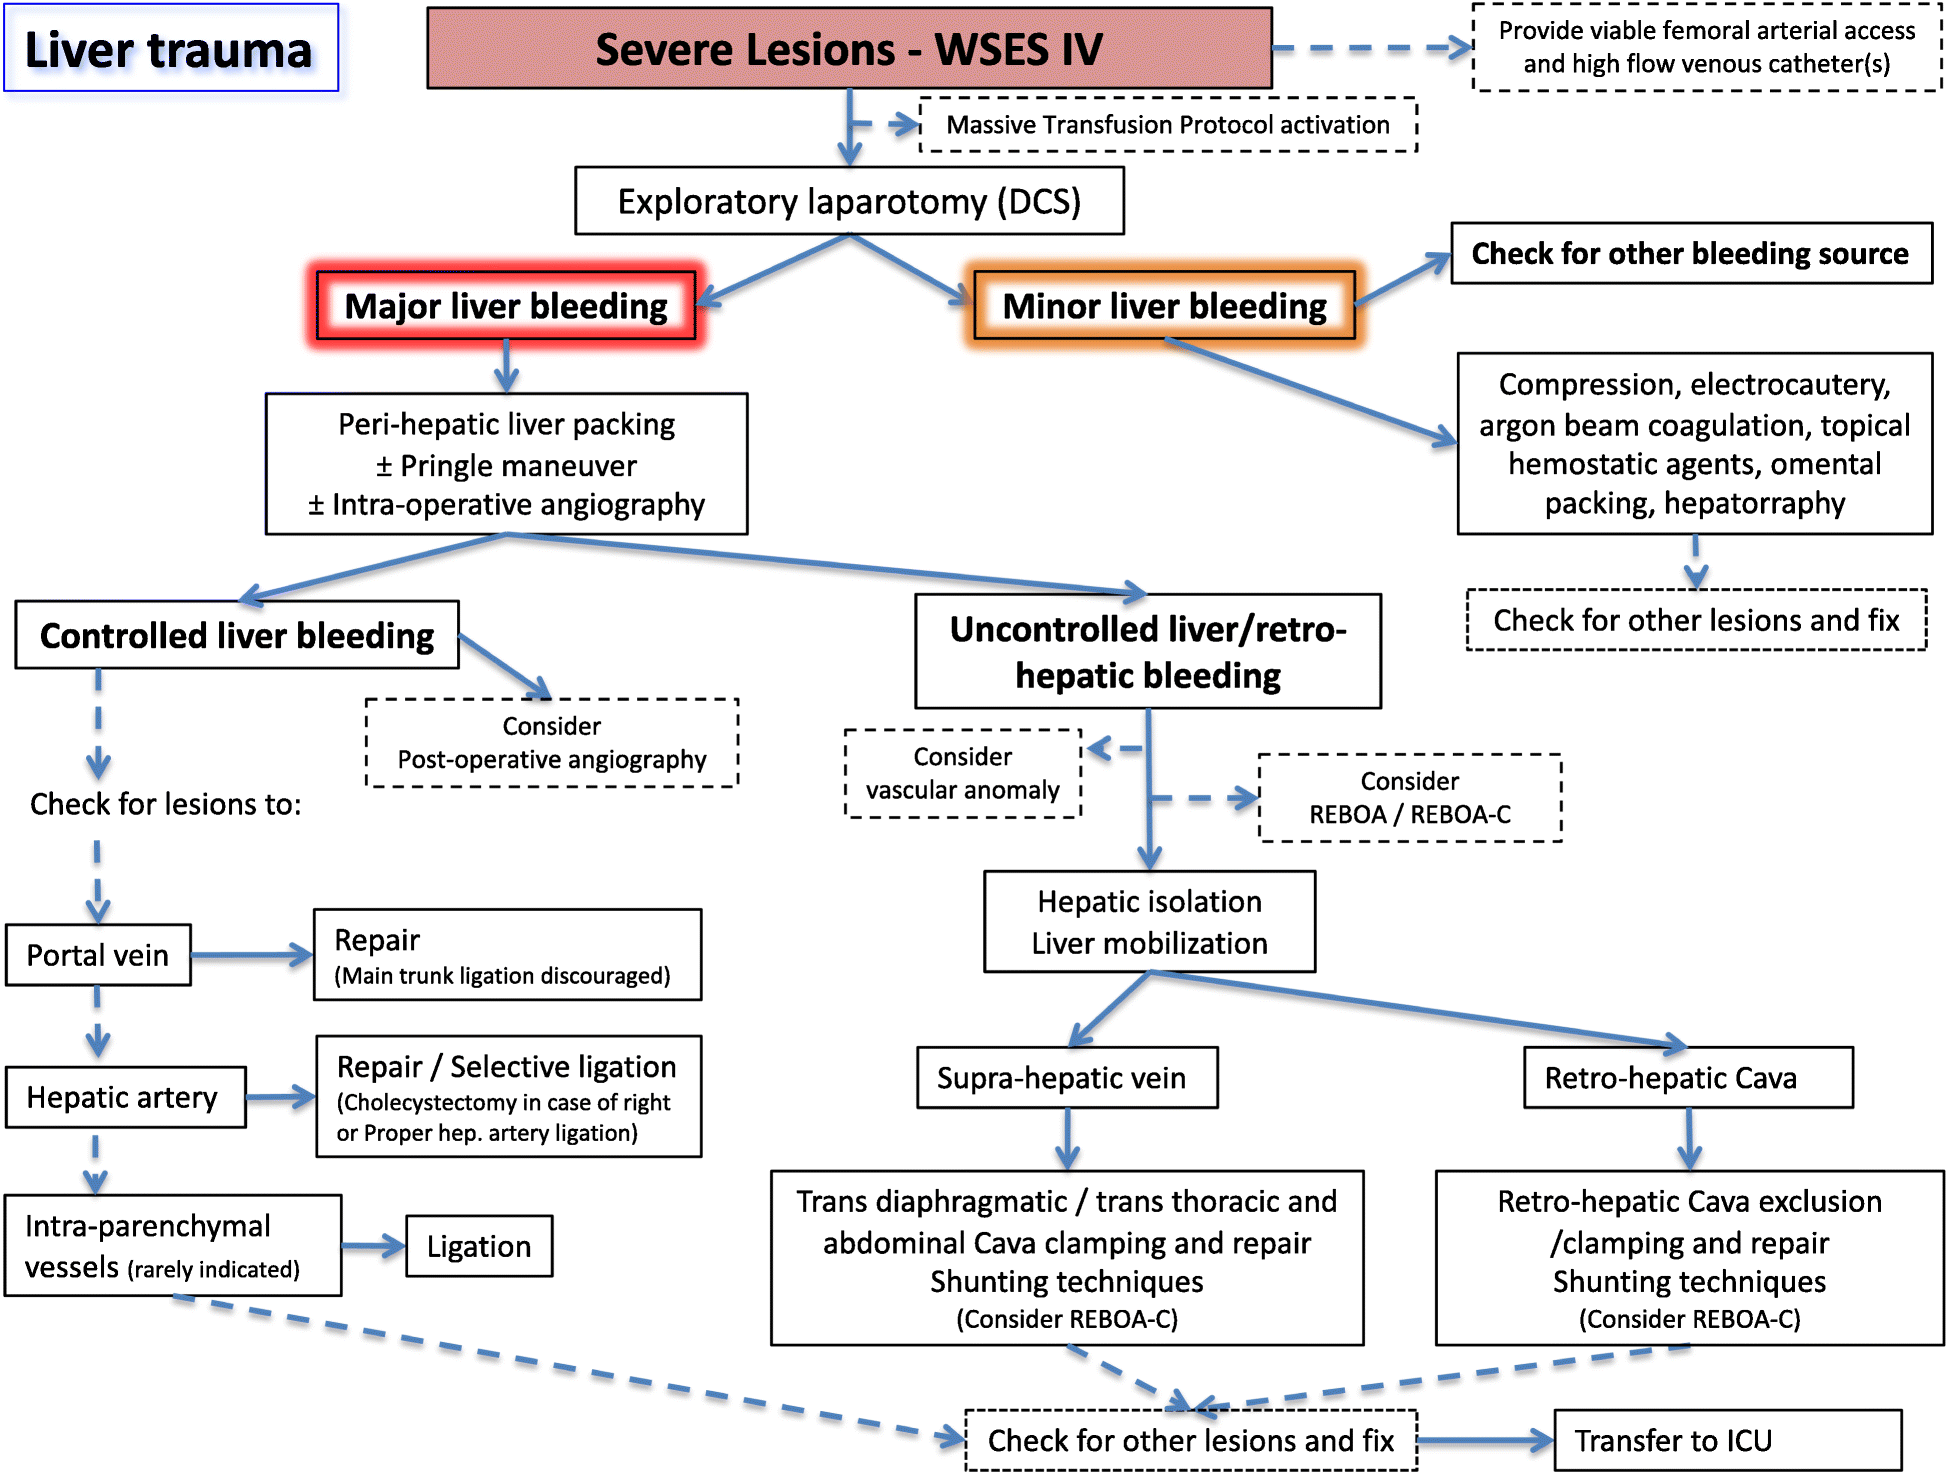 Liver trauma
Severe Lesions - WSES IV
Provide viable femoral arterial access
and high flow venous catheter(s)
Massive Transfusion Protocol activation
Exploratory laparotomy (DCS)
Check for other bleeding source
Major liver bleeding
Minor liver bleeding
Compression, electrocautery,
argon beam coagulation, topical
hemostatic agents, omental
packing, hepatorraphy
Peri-hepatic liver packing
± Pringle maneuver
± Intra-operative angiography
Check for other lesions and fix
Controlled liver bleeding
Uncontrolled liver/retro-
hepatic bleeding
Consider
Post-operative angiography
Consider
vascular anomaly
Consider
REBOA / REBOA-C
Check for lesions to:
Hepatic isolation
Liver mobilization
Portal vein
Repair
(Main trunk ligation discouraged)
Hepatic artery
Repair / Selective ligation
(Cholecystectomy in case of right
or Proper hep. artery ligation)
Supra-hepatic vein
Retro-hepatic Cava
Intra-parenchymal
vessels (rarely indicated)
Ligation
Trans diaphragmatic / trans thoracic and
abdominal Cava clamping and repair
Shunting techniques
(Consider REBOA-C)
Retro-hepatic Cava exclusion
/clamping and repair
Shunting techniques
(Consider REBOA-C)
Check for other lesions and fix
Transfer to ICU